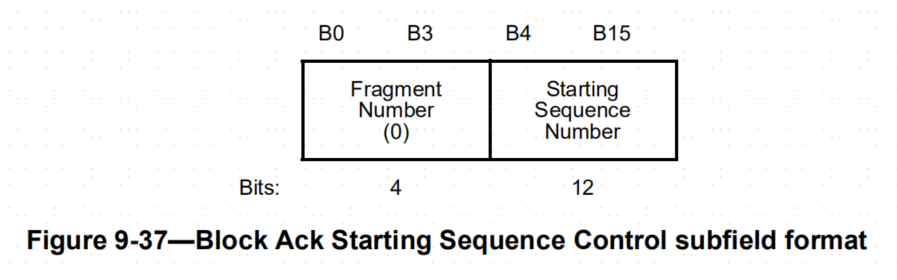 B0 B3 B4 B15
Fragment Starting
Number Sequence
(0) Number
Bits: 4 12
Figure 9-37—Block Ack Starting Sequence Control subfield format